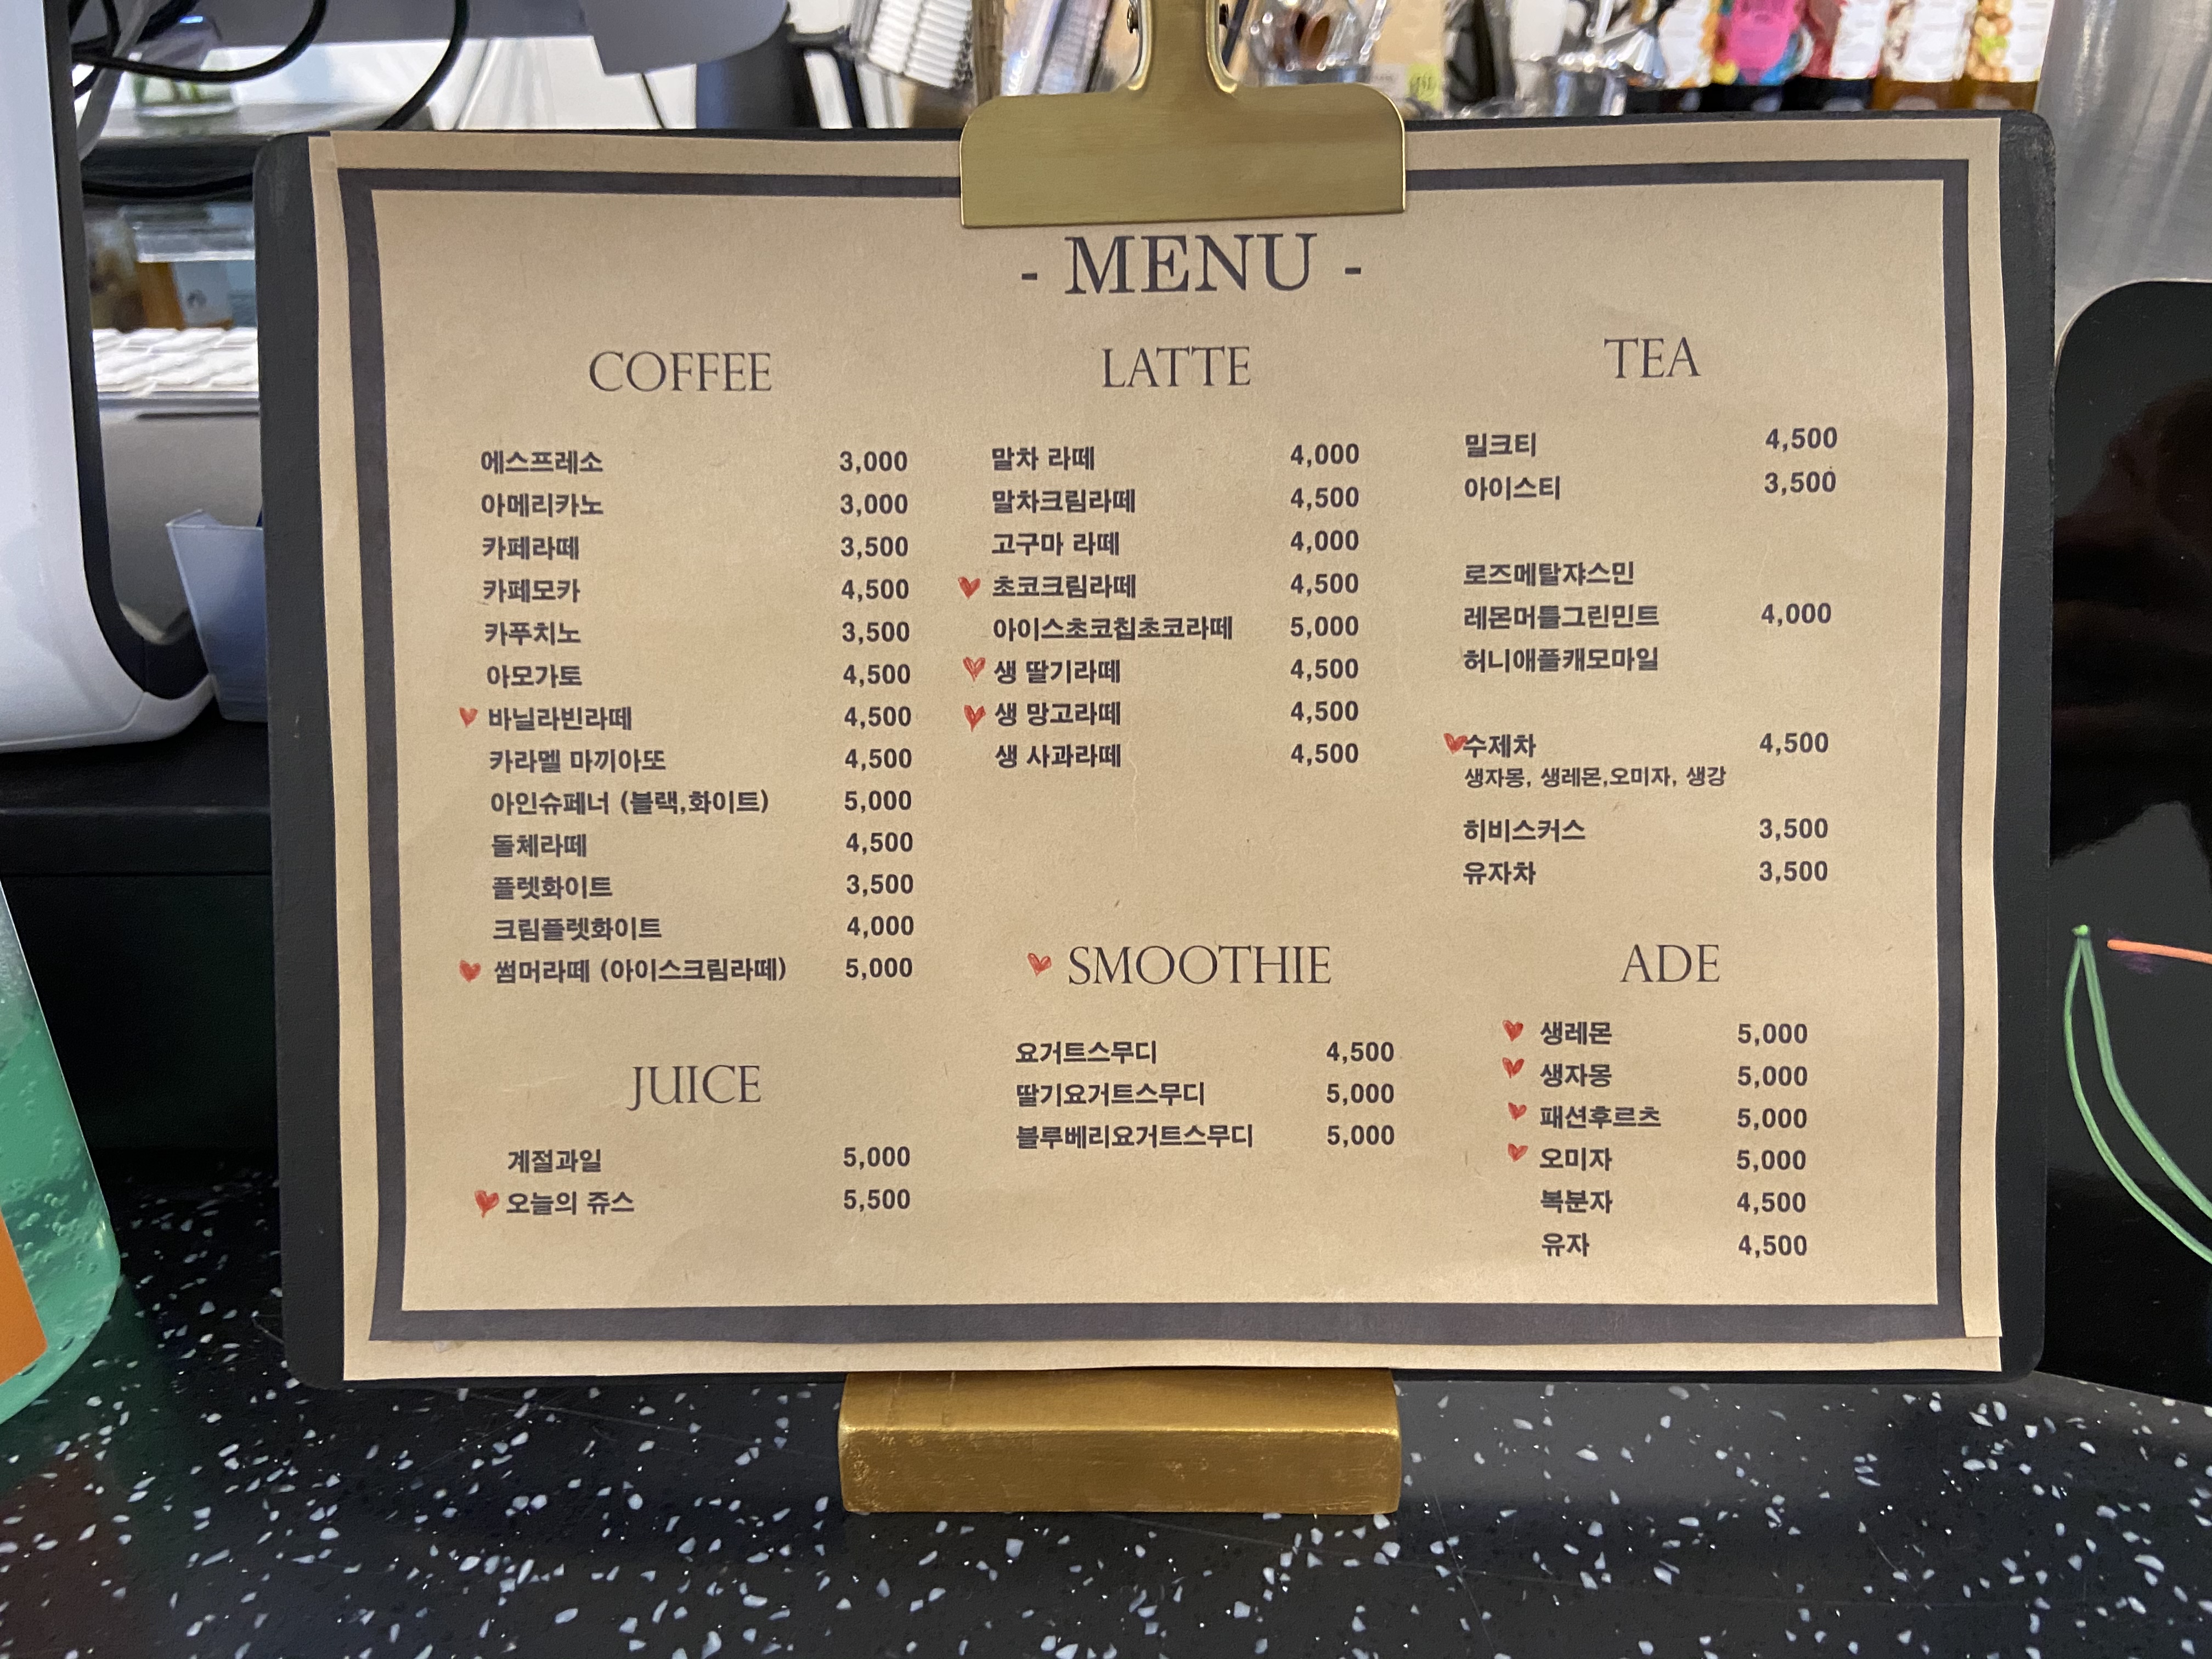 - MENU -
COFFEE
에스프레소 3,000
아메리카노 3,000
카페라떼 3,500
카페모카 4,500
카푸치노 3,500
아모가토 4,500
바닐라빈라떼 4,500
카라멜 마끼아또 4,500
아인슈페너 (블랙,화이트) 5,000
돌체라떼 4,500
플렛화이트 3,500
크림플렛화이트 4,000
썸머라떼 (아이스크림라떼) 5,000
JUICE
계절과일 5,000
오늘의 쥬스 5,500
LATTE
말차 라떼 4,000
말차크림라떼 4,500
고구마 라떼 4,000
초코크림라떼 4,500
아이스초코칩초코라떼 5,000
생 딸기라떼 4,500
생 망고라떼 4,500
생 사과라떼 4,500
SMOOTHIE
요거트스무디 4,500
딸기요거트스무디 5,000
블루베리요거트스무디 5,000
TEA
밀크티 4,500
아이스티 3,500
로즈메탈쟈스민
레몬머틀그린민트 4,000
허니애플캐모마일
수제차 4,500
생자몽, 생레몬,오미자, 생강
히비스커스 3,500
유자차 3,500
ADE
생레몬 5,000
생자몽 5,000
패션후르츠 5,000
오미자 5,000
복분자 4,500
유자 4,500